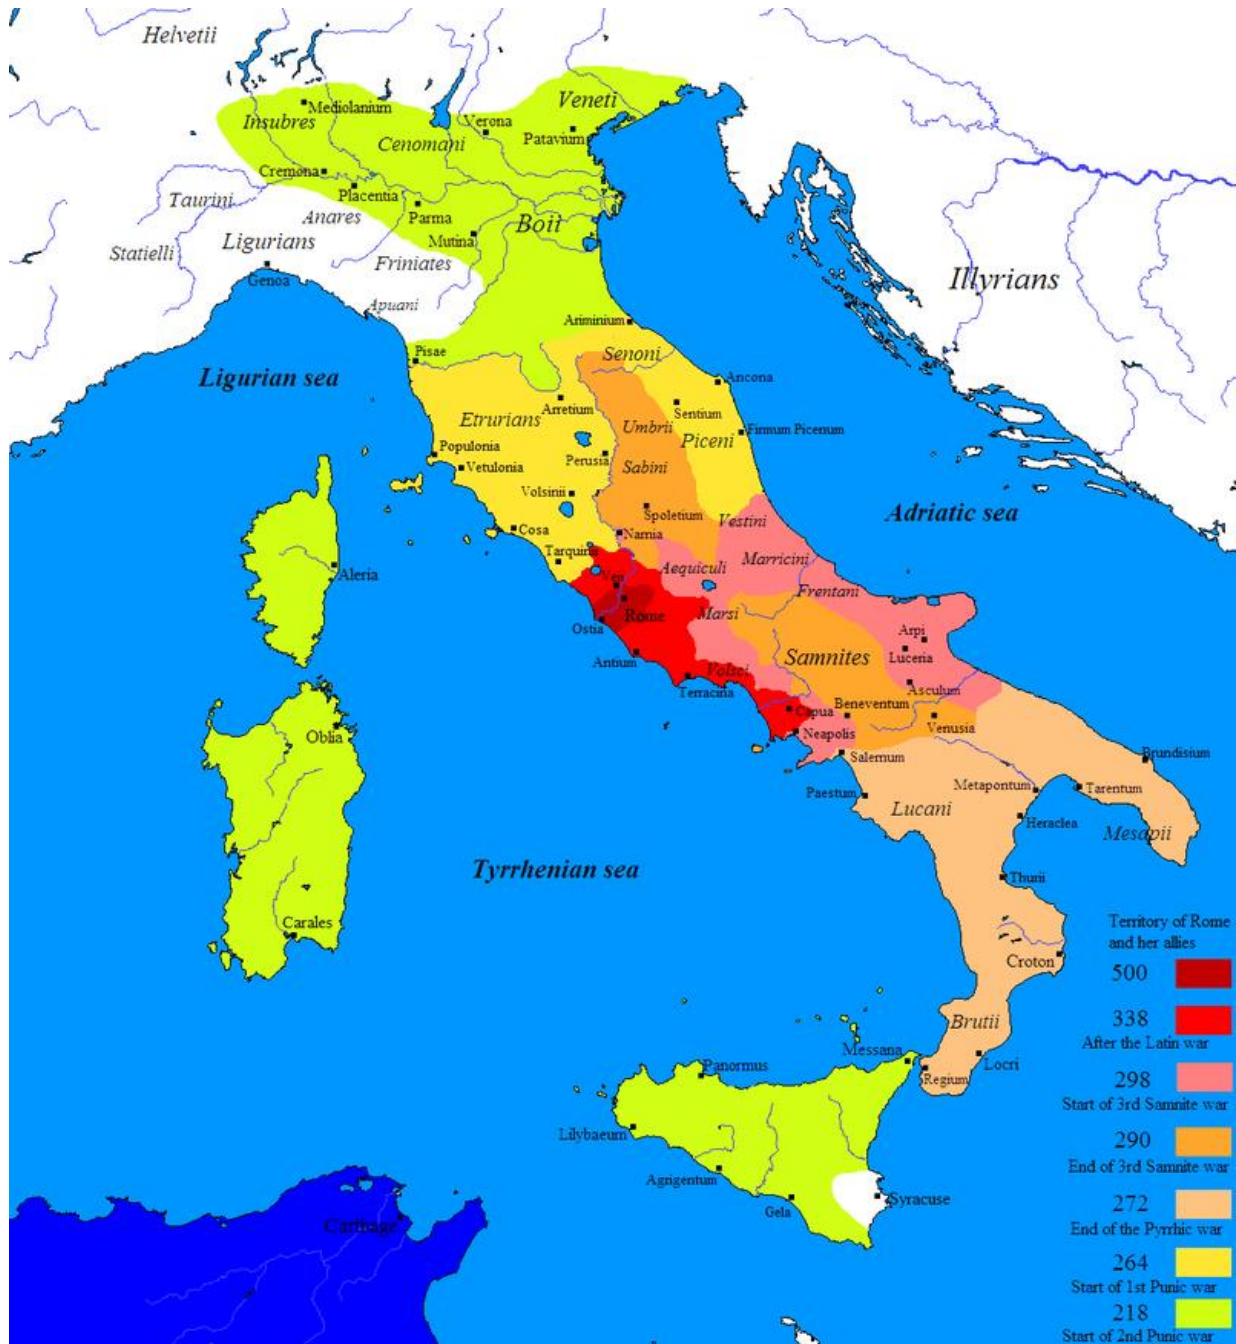 Helvetii
Mediolanium
Insubres
Veneti
Verona
Patavium
Cenomani
Cremona
Placentia
Taurini
Anares
Parma
Boii
Mutina
Statielli
Ligurians
Friniates
Genoa
Apuani
Illyrians
Ariminium
Pisae
Senoni
Ligurian sea
Ancona
Arretium
Sentium
Etrurians
Umbrii
Piceni
Firmum Picenum
Populonia
Perusia
Vetulonia
Sabini
Volsinii
Spoletium
Vestini
Adriatic sea
Cosa
Narnia
Tarquinii
Aequiculi
Marricini
Aleria
Veii
Frentani
Rome
Marsi
Ostia
Arpi
Antium
Samnites
Luceria
Volsci
Terracina
Asculum
Capua
Beneventum
Venusia
Oblia
Neapolis
Salernum
Brundisium
Paestum
Metapontum
Tarentum
Lucani
Heraclea
Mesapii
Tyrrhenian sea
Thurii
Carales
Croton
Brutii
Messana
Locri
Panormus
Regium
Lilybaeum
Agrigentum
Syracuse
Gela
Carthage
Territory of Rome
and her allies
500
338
After the Latin war
298
Start of 3rd Samnite war
290
End of 3rd Samnite war
272
End of the Pyrrhic war
264
Start of 1st Punic war
218
Start of 2nd Punic war